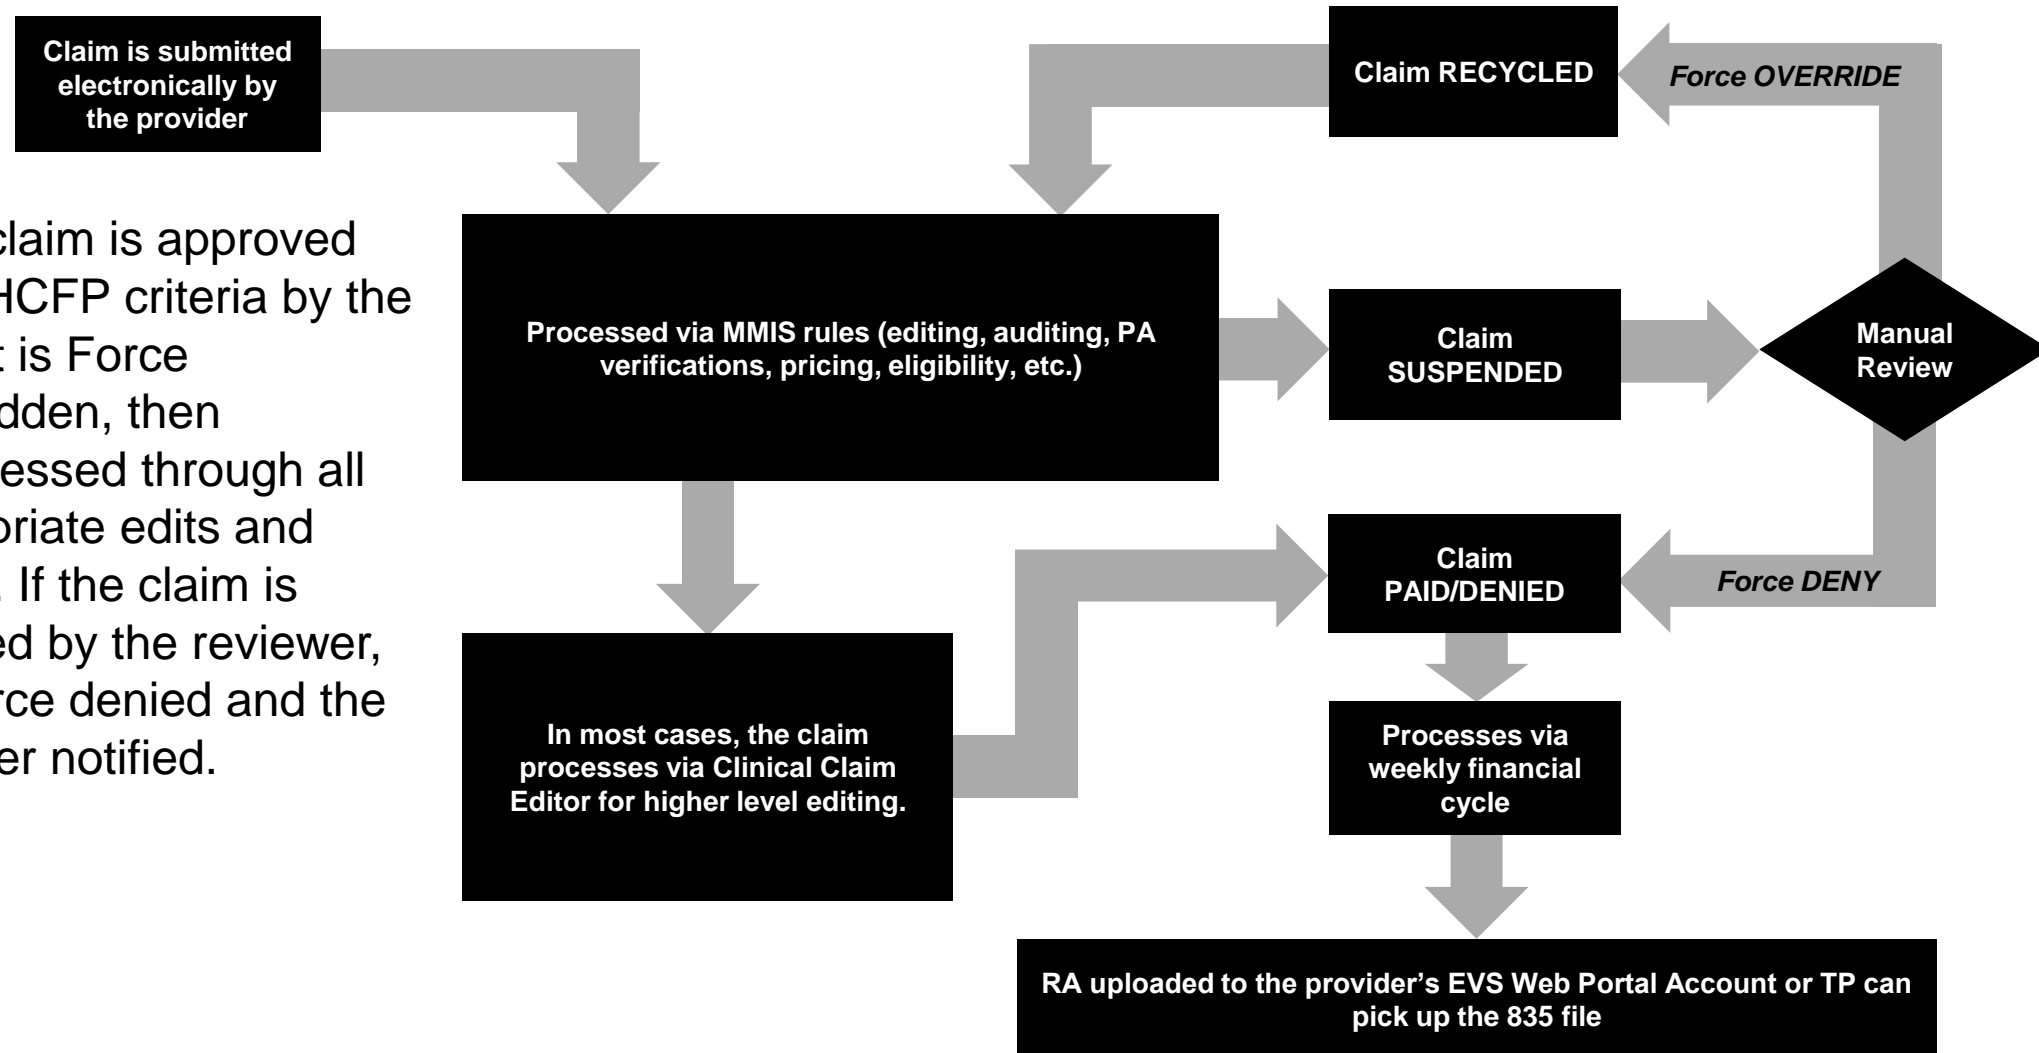 Claim is submitted
electronically by
the provider
Claim RECYCLED
Force OVERRIDE
claim is approved
HCFP criteria by the
t is Force
dden, then
essed through all
oriate edits and
. If the claim is
ed by the reviewer,
rce denied and the
er notified.
Processed via MMIS rules (editing, auditing, PA
verifications, pricing, eligibility, etc.)
Claim
SUSPENDED
Manual
Review
In most cases, the claim
processes via Clinical Claim
Editor for higher level editing.
Claim
PAID/DENIED
Force DENY
Processes via
weekly financial
cycle
RA uploaded to the provider’s EVS Web Portal Account or TP can
pick up the 835 file